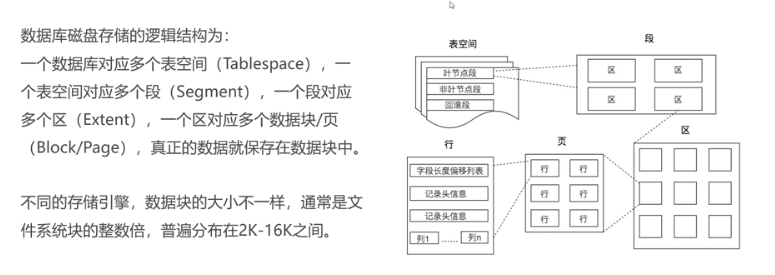 数据库磁盘存储的逻辑结构为：
一个数据库对应多个表空间（Tablespace），一
个表空间对应多个段（Segment），一个段对应
多个区（Extent），一个区对应多个数据块/页
（Block/Page），真正的数据就保存在数据块中。
不同的存储引擎，数据块的大小不一样，通常是文
件系统块的整数倍，普遍分布在2K-16K之间。
表空间
叶节点段
非叶节点段
回滚段
段
区 区
区 区
行
字段长度偏移列表
记录头信息
记录头信息
列1 …… 列n
页
行 行
行 行
行 行
区